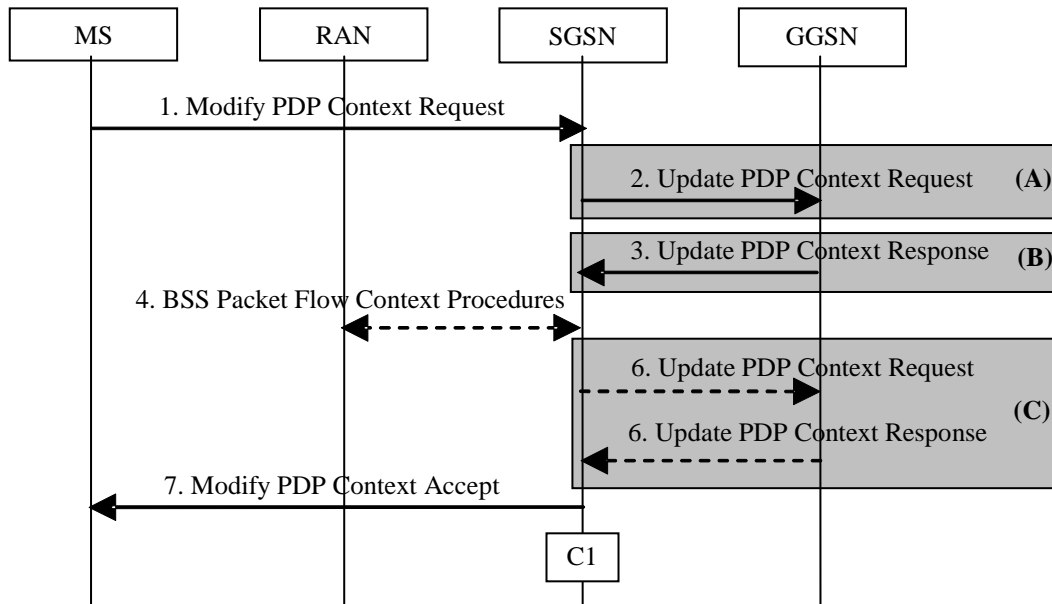 MS
RAN
SGSN
GGSN
1. Modify PDP Context Request
2. Update PDP Context Request
(A)
3. Update PDP Context Response
(B)
4. BSS Packet Flow Context Procedures
6. Update PDP Context Request
(C)
6. Update PDP Context Response
7. Modify PDP Context Accept
C1